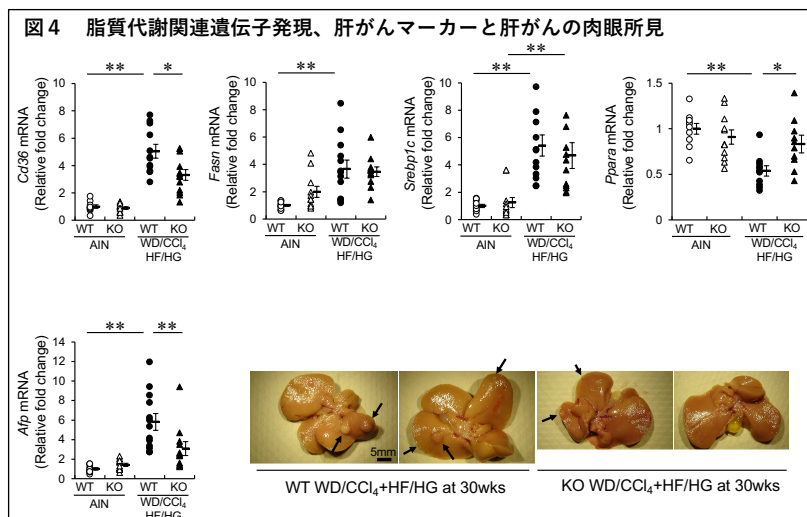 図4 脂質代謝関連遺伝子発現、肝がんマーカーと肝がんの肉眼所見
Cd36 mRNA
(Relative fold change)
10
8
6
4
2
0
**
*
WT KO WT KO
AIN WD/CCl₄
HF/HG
Fasn mRNA
(Relative fold change)
10
8
6
4
2
0
**
WT KO WT KO
AIN WD/CCl₄
HF/HG
Srebp1c mRNA
(Relative fold change)
10
8
6
4
2
0
**
**
WT KO WT KO
AIN WD/CCl₄
HF/HG
Ppara mRNA
(Relative fold change)
1.5
1
0.5
0
**
*
WT KO WT KO
AIN WD/CCl₄
HF/HG
Afp mRNA
(Relative fold change)
14
12
10
8
6
4
2
0
**
**
WT KO WT KO
AIN WD/CCl₄
HF/HG
5mm
WT WD/CCl₄+HF/HG at 30wks
KO WD/CCl₄+HF/HG at 30wks